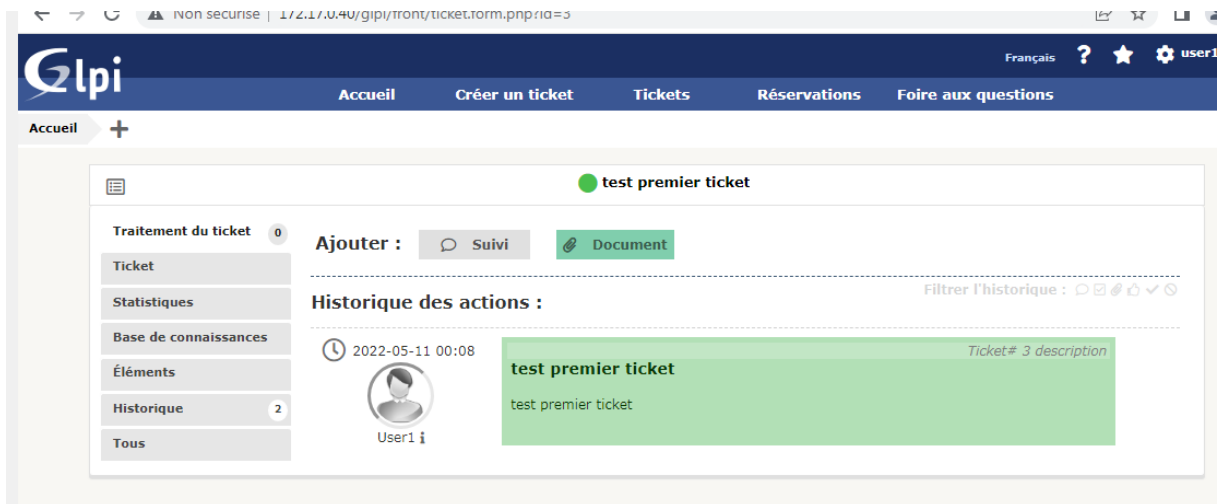 Non sécurisé | 172.17.0.40/glpi/front/ticket.form.php?id=3
Glpi
Français ? user1
Accueil Créer un ticket Tickets Réservations Foire aux questions
Accueil +
test premier ticket
Traitement du ticket 0
Ticket
Statistiques
Base de connaissances
Éléments
Historique 2
Tous
Ajouter : Suivi Document
Filtrer l'historique :
Historique des actions :
2022-05-11 00:08
User1 i
Ticket# 3 description
test premier ticket
test premier ticket